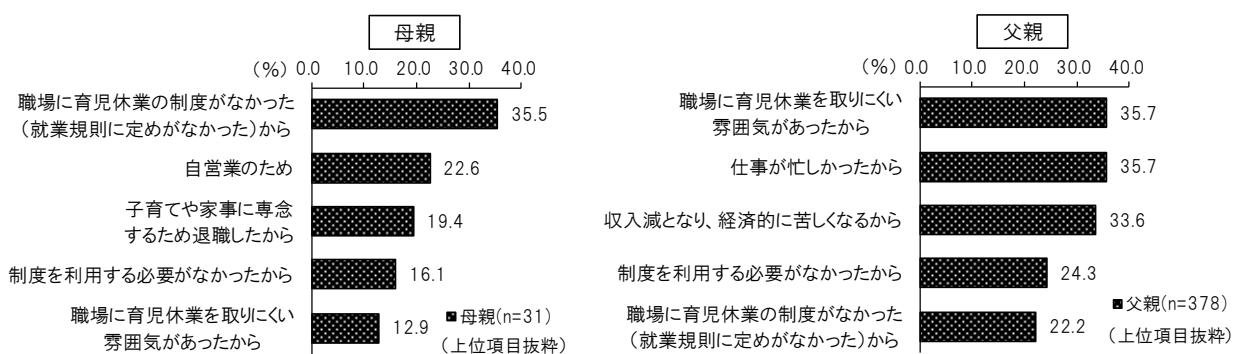 母親
(%) 0.0 10.0 20.0 30.0 40.0
職場に育児休業の制度がなかった
(就業規則に定めがなかった)から
35.5
自営業のため
22.6
子育てや家事に専念
するため退職したから
19.4
制度を利用する必要がなかったから
16.1
職場に育児休業を取りにくい
雰囲気があったから
12.9
母親(n=31)
(上位項目抜粋)
父親
(%) 0.0 10.0 20.0 30.0 40.0
職場に育児休業を取りにくい
雰囲気があったから
35.7
仕事が忙しかったから
35.7
収入減となり、経済的に苦しくなるから
33.6
制度を利用する必要がなかったから
24.3
職場に育児休業の制度がなかった
(就業規則に定めがなかった)から
22.2
父親(n=378)
(上位項目抜粋)